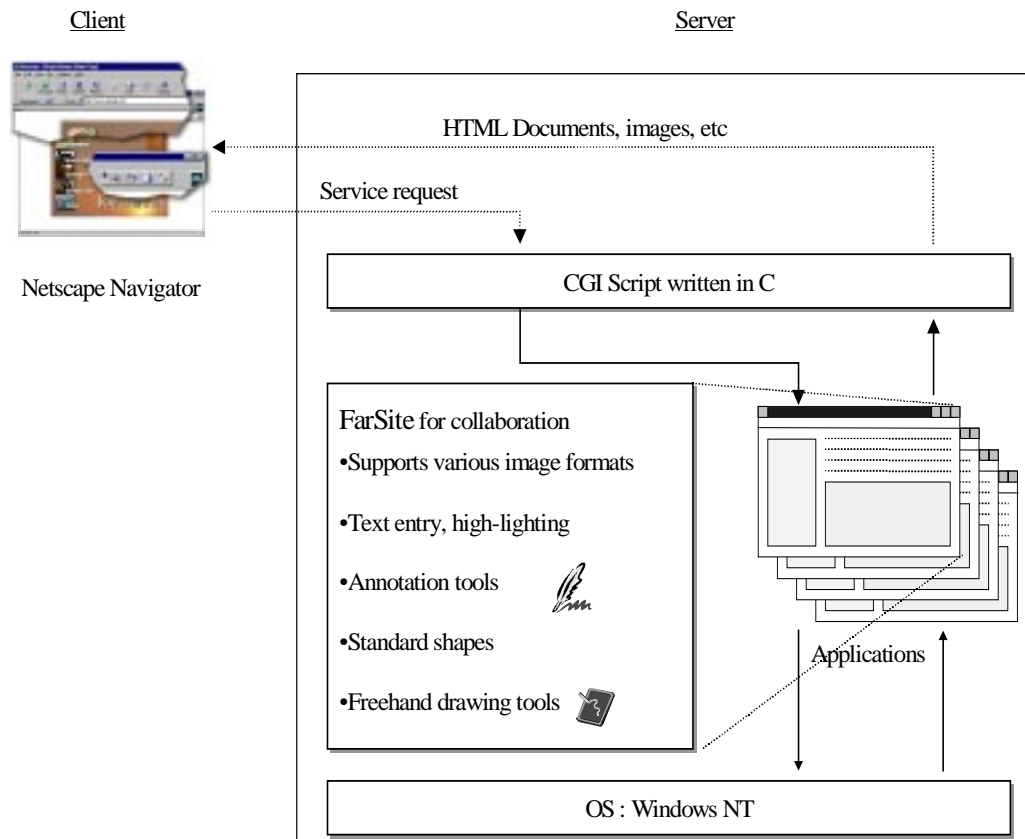 Client
Server
HTML Documents, images, etc
Service request
Netscape Navigator
CGI Script written in C
FarSite for collaboration
•Supports various image formats
•Text entry, high-lighting
•Annotation tools
•Standard shapes
•Freehand drawing tools
Applications
OS : Windows NT